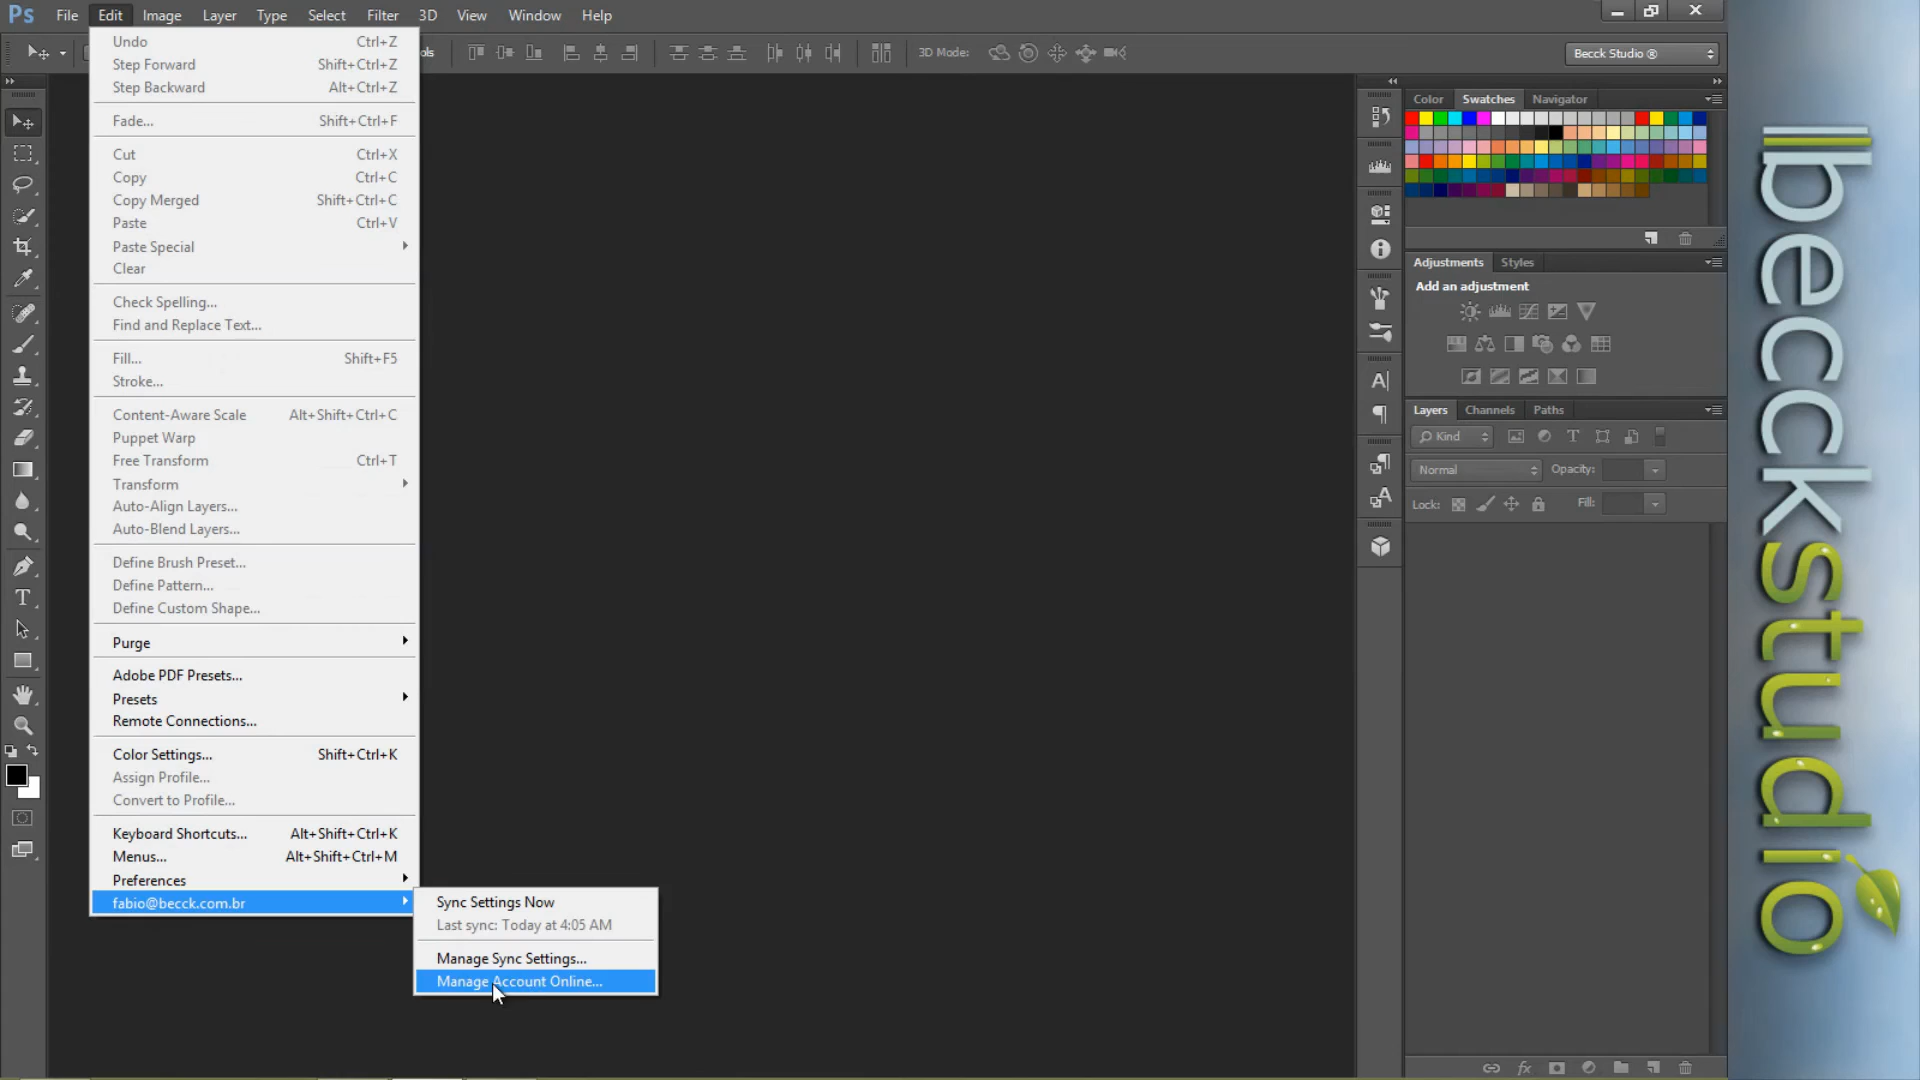 Ps File Edit Image Layer Type Select Filter 3D View Window Help
ols 3D Mode: Becck Studio ®
Undo Ctrl+Z
Step Forward Shift+Ctrl+Z
Step Backward Alt+Ctrl+Z
Fade... Shift+Ctrl+F
Cut Ctrl+X
Copy Ctrl+C
Copy Merged Shift+Ctrl+C
Paste Ctrl+V
Paste Special
Clear
Check Spelling...
Find and Replace Text...
Fill... Shift+F5
Stroke...
Content-Aware Scale Alt+Shift+Ctrl+C
Puppet Warp
Free Transform Ctrl+T
Transform
Auto-Align Layers...
Auto-Blend Layers...
Define Brush Preset...
Define Pattern...
Define Custom Shape...
Purge
Adobe PDF Presets...
Presets
Remote Connections...
Color Settings... Shift+Ctrl+K
Assign Profile...
Convert to Profile...
Keyboard Shortcuts... Alt+Shift+Ctrl+K
Menus... Alt+Shift+Ctrl+M
Preferences
fabio@becck.com.br
Sync Settings Now
Last sync: Today at 4:05 AM
Manage Sync Settings...
Manage Account Online...
Color Swatches Navigator
Adjustments Styles
Add an adjustment
Layers Channels Paths
Kind
Normal Opacity:
Lock: Fill:
fx
beccks­tudio